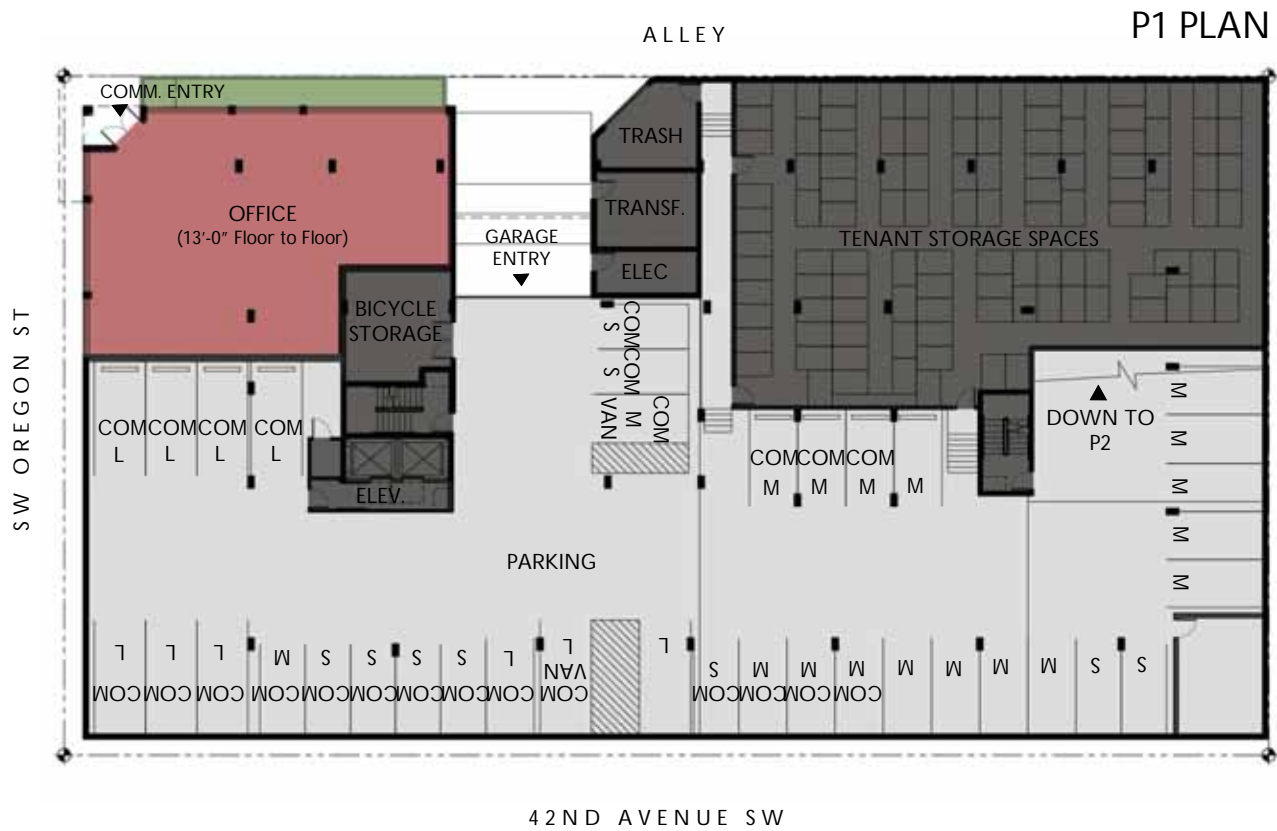 P1 PLAN
ALLEY
COMM. ENTRY
OFFICE
(13'-0" Floor to Floor)
GARAGE
ENTRY
TRASH
TRANSF.
ELEC
TENANT STORAGE SPACES
BICYCLE
STORAGE
SW OREGON ST
COM
S
COM
S
COM
M
VAN
COM COM COM COM
L L L L
ELEV.
COM COM COM
M M M M
DOWN TO
P2
M
M
M
M
M
PARKING
L L L M S S S S L L L S M M M M M M M S S
VAN
COM COM COM COM COM COM COM COM COM COM COM COM COM COM
42ND AVENUE SW